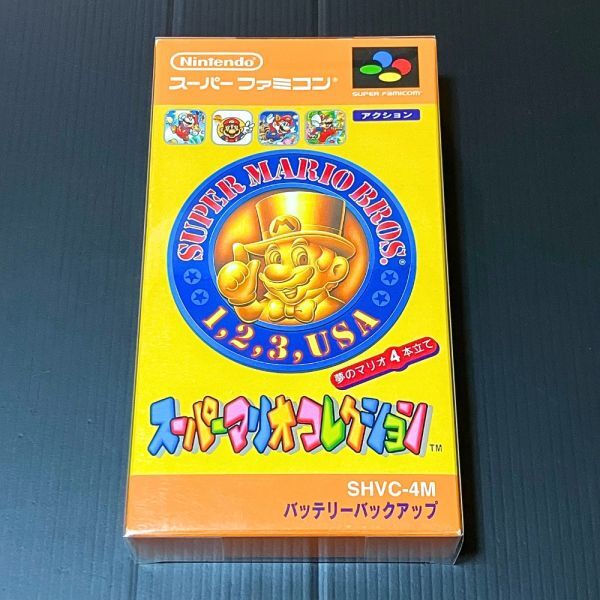 Nintendo®
スーパーファミコン®
SUPER FAMICOM
アクション
SUPER MARIO BROS.®
1,2,3,USA
夢のマリオ4本立て
スーパーマリオコレクション™
SHVC-4M
バッテリーバックアップ